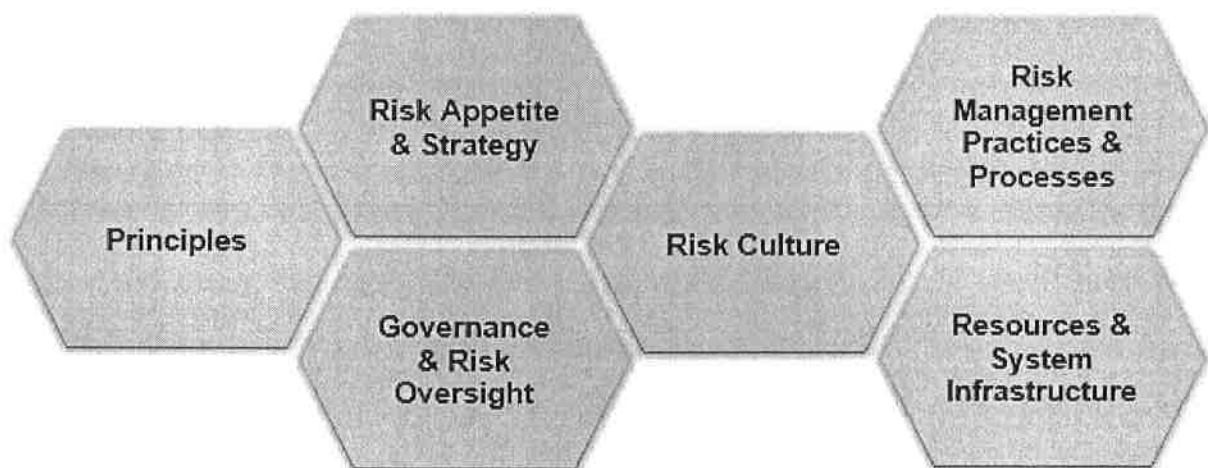 Principles
Risk Appetite
& Strategy
Governance
& Risk
Oversight
Risk Culture
Risk
Management
Practices &
Processes
Resources &
System
Infrastructure